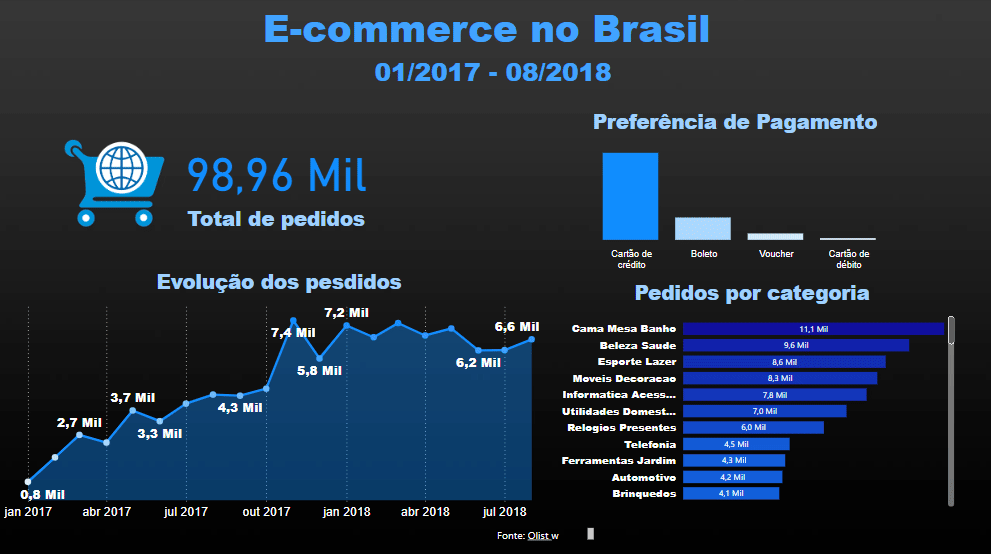 E-commerce no Brasil
01/2017 - 08/2018
98,96 Mil
Total de pedidos
Preferência de Pagamento
Cartão de
crédito
Boleto
Voucher
Cartão de
débito
Evolução dos pesdidos
0,8 Mil
2,7 Mil
3,7 Mil
3,3 Mil
4,3 Mil
7,4 Mil
5,8 Mil
7,2 Mil
6,2 Mil
6,6 Mil
jan 2017
abr 2017
jul 2017
out 2017
jan 2018
abr 2018
jul 2018
Pedidos por categoria
Cama Mesa Banho 11,1 Mil
Beleza Saude 9,6 Mil
Esporte Lazer 8,6 Mil
Moveis Decoracao 8,3 Mil
Informatica Acess... 7,8 Mil
Utilidades Domest... 7,0 Mil
Relogios Presentes 6,0 Mil
Telefonia 4,5 Mil
Ferramentas Jardim 4,3 Mil
Automotivo 4,2 Mil
Brinquedos 4,1 Mil
Fonte: Olist w